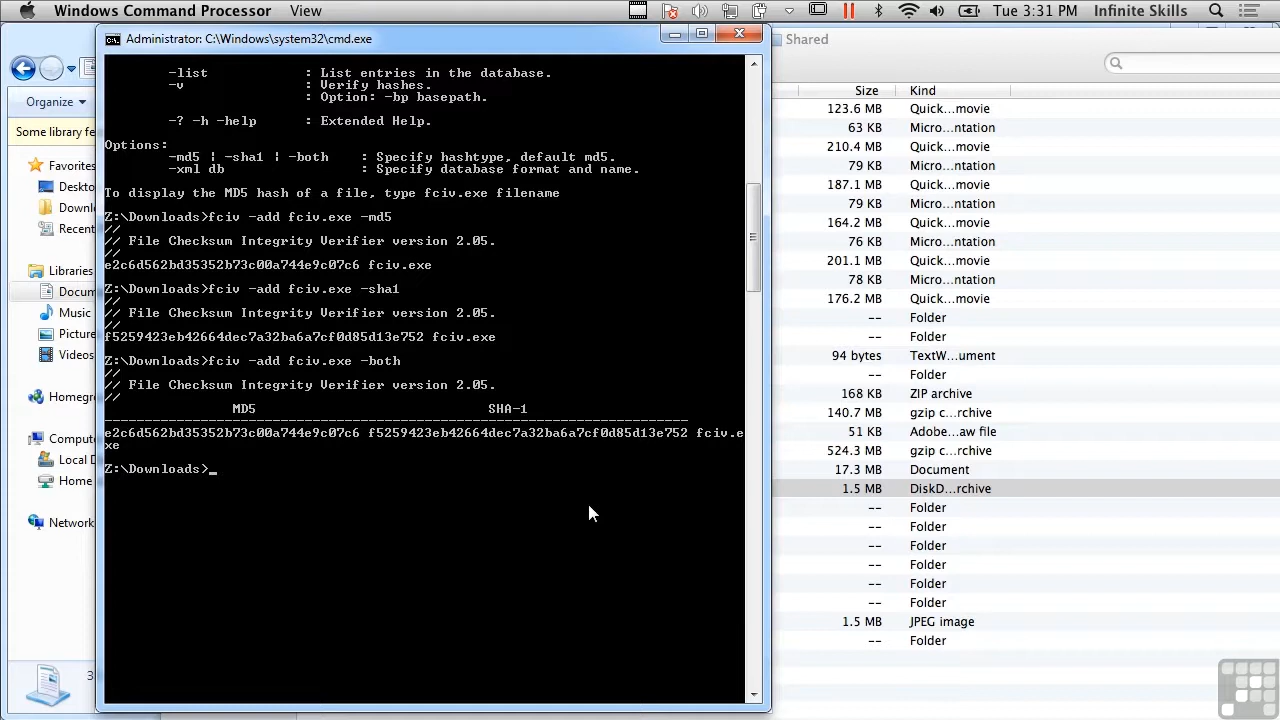 Windows Command Processor View Tue 3:31 PM Infinite Skills
Administrator: C:\Windows\system32\cmd.exe
Shared
Organize
Some library fe
Favorites
Deskto
Downl
Recent
Libraries
Docum
Music
Picture
Videos
Homegr
Compute
Local D
Home
Network
3
-list : List entries in the database.
-v : Verify hashes.
: Option: -bp basepath.
-? -h -help : Extended Help.
Options:
-md5 | -sha1 | -both : Specify hashtype, default md5.
-xml db : Specify database format and name.
To display the MD5 hash of a file, type fciv.exe filename
Z:\Downloads>fciv -add fciv.exe -md5
//
// File Checksum Integrity Verifier version 2.05.
//
e2c6d562bd35352b73c00a744e9c07c6 fciv.exe
Z:\Downloads>fciv -add fciv.exe -sha1
//
// File Checksum Integrity Verifier version 2.05.
//
f5259423eb42664dec7a32ba6a7cf0d85d13e752 fciv.exe
Z:\Downloads>fciv -add fciv.exe -both
//
// File Checksum Integrity Verifier version 2.05.
//
MD5 SHA-1
-------------------------------------------------------------------------
e2c6d562bd35352b73c00a744e9c07c6 f5259423eb42664dec7a32ba6a7cf0d85d13e752 fciv.e
xe
Z:\Downloads>_
Size Kind
123.6 MB Quick...movie
63 KB Micro...ntation
210.4 MB Quick...movie
79 KB Micro...ntation
187.1 MB Quick...movie
79 KB Micro...ntation
164.2 MB Quick...movie
76 KB Micro...ntation
201.1 MB Quick...movie
78 KB Micro...ntation
176.2 MB Quick...movie
-- Folder
-- Folder
94 bytes TextW...ument
-- Folder
168 KB ZIP archive
140.7 MB gzip c...rchive
51 KB Adobe...aw file
524.3 MB gzip c...rchive
17.3 MB Document
1.5 MB DiskD...rchive
-- Folder
-- Folder
-- Folder
-- Folder
-- Folder
-- Folder
1.5 MB JPEG image
-- Folder